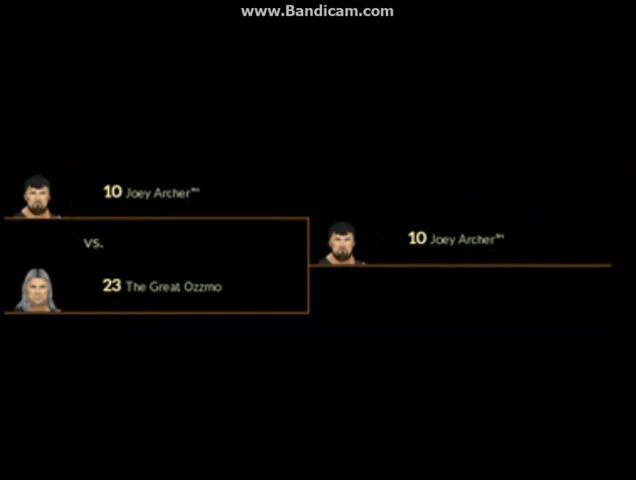 www.Bandicam.com
10 Joey Archer™
vs.
10 Joey Archer™
23 The Great Ozzmo